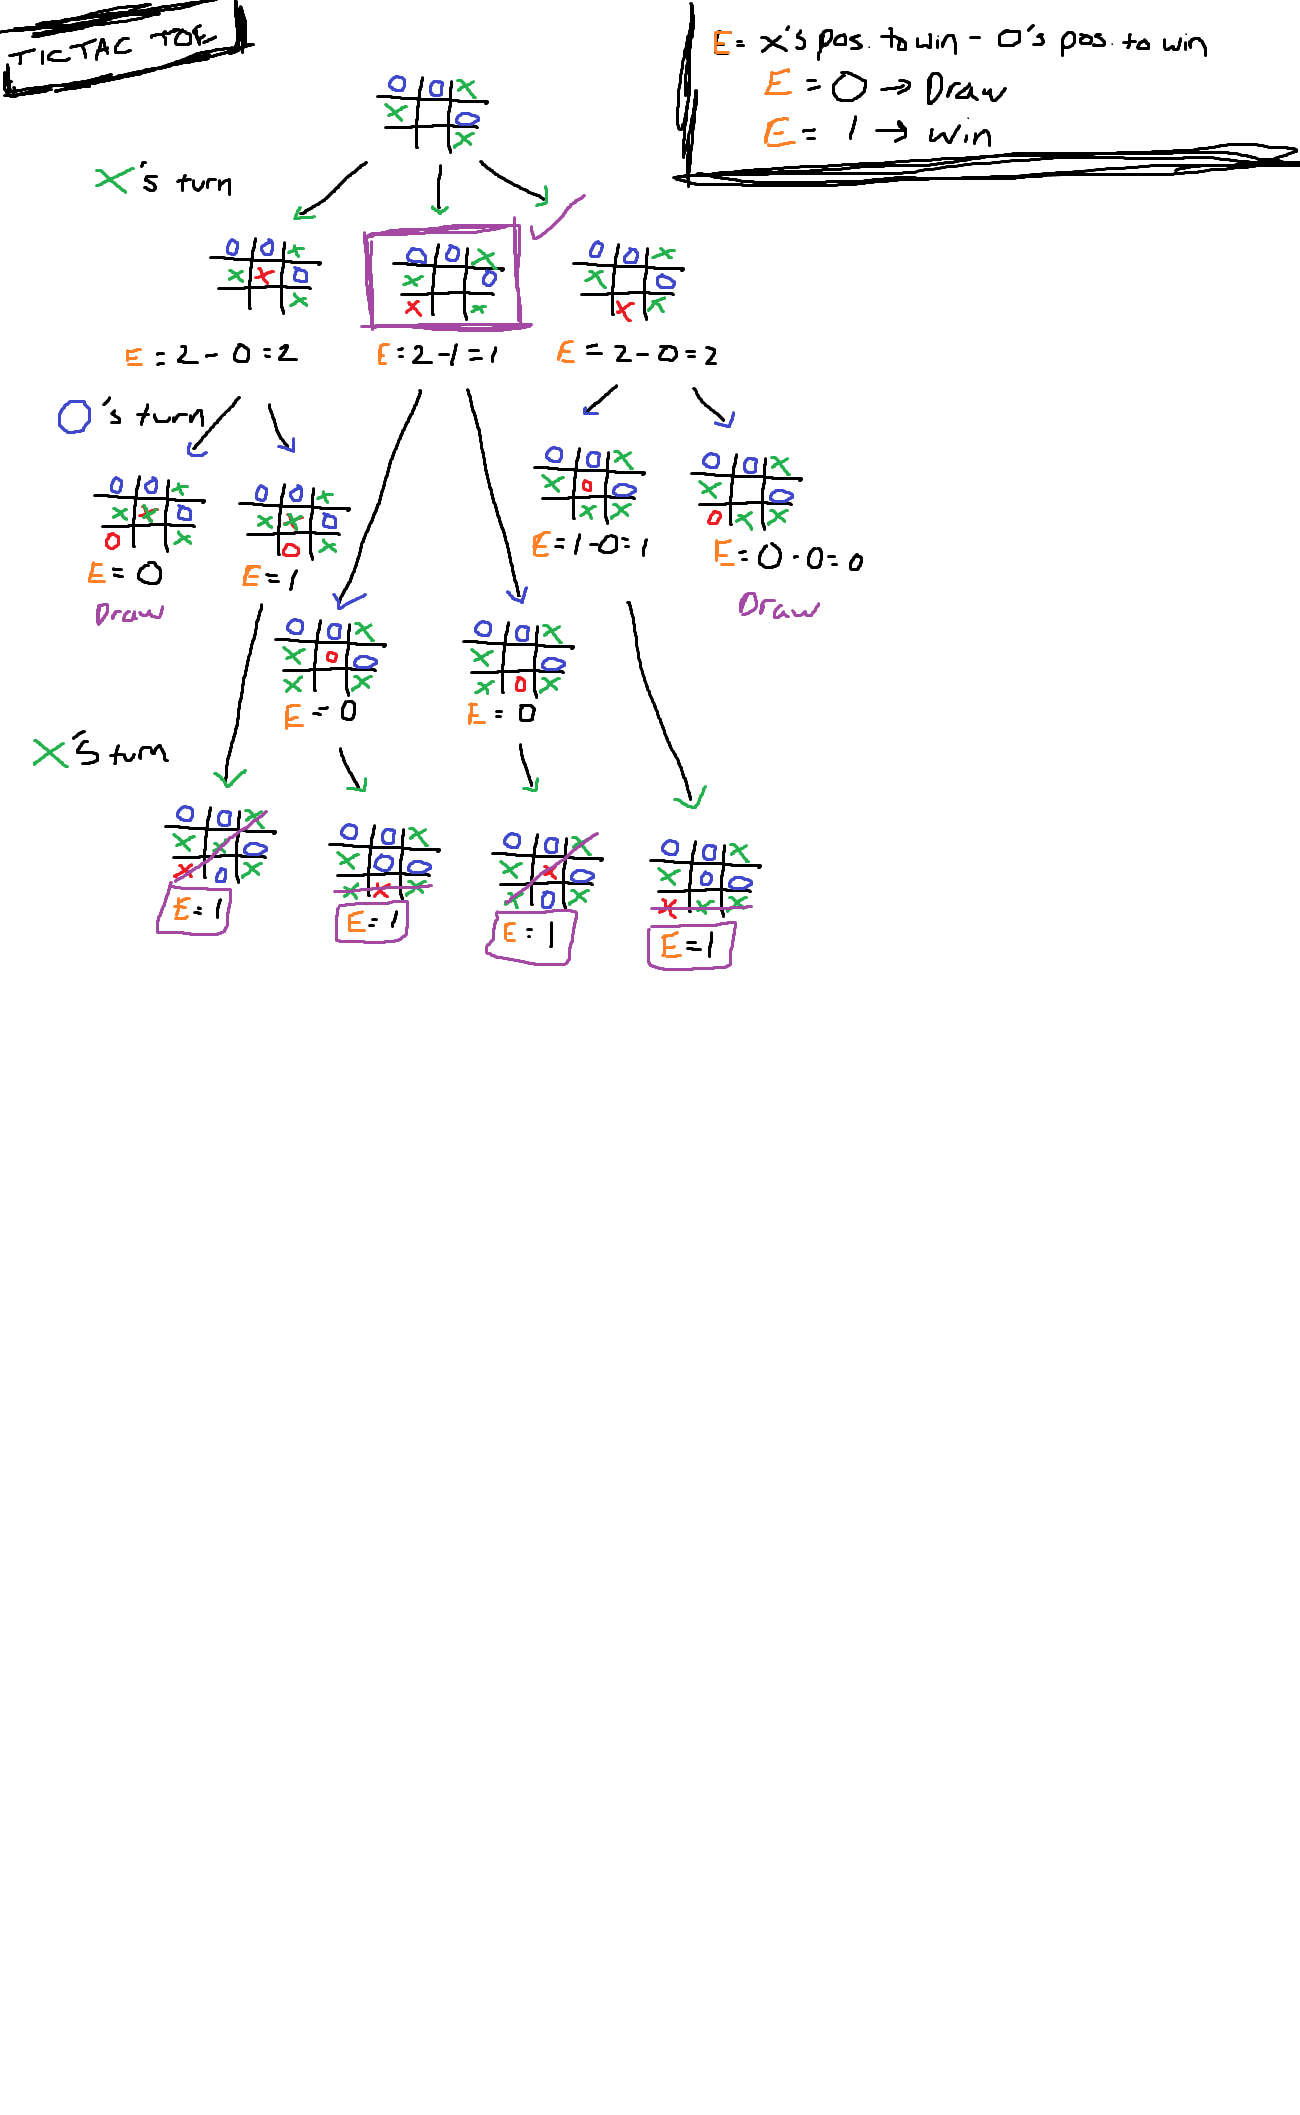 TICTAC TOE
E = X's pos. to win - O's pos. to win
E = 0 → Draw
E = 1 → win
O O X
X O
X
X's turn
O O X
X X O
X
O O X
X O
X X
O O X
X O
X X
E = 2 - 0 = 2
E = 2 - 1 = 1
E = 2 - 0 = 2
O's turn
O O X
X X O
O X
O O X
X X O
O X
O O X
X O O
X X
O O X
X O
O X X
E = 0
E = 1
E = 1 - 0 = 1
E = 0 - 0 = 0
Draw
Draw
O O X
X O O
X X
O O X
X O
X O X
E = 0
E = 0
X's turn
O O X
X X O
X O X
O O X
X O O
X X X
O O X
X X O
X O X
O O X
X O O
X X X
E = 1
E = 1
E = 1
E = 1